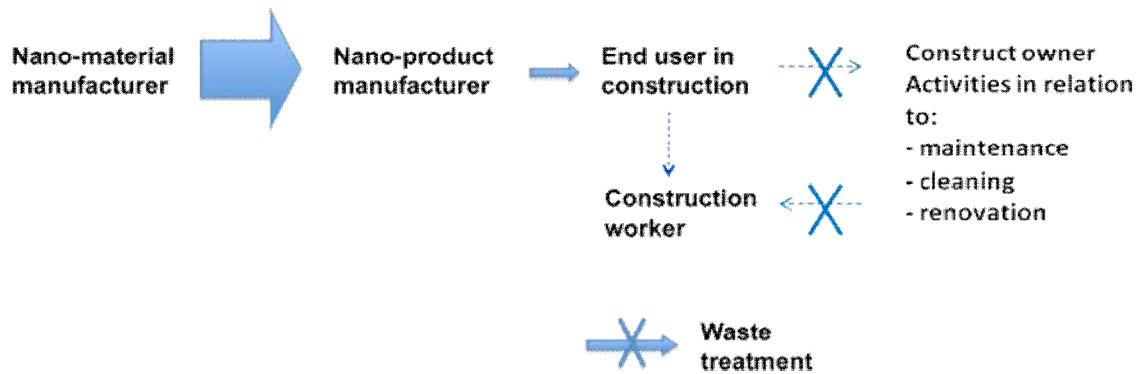 Nano-material
manufacturer
Nano-product
manufacturer
End user in
construction
Construct owner
Activities in relation
to:
- maintenance
- cleaning
- renovation
Construction
worker
Waste
treatment